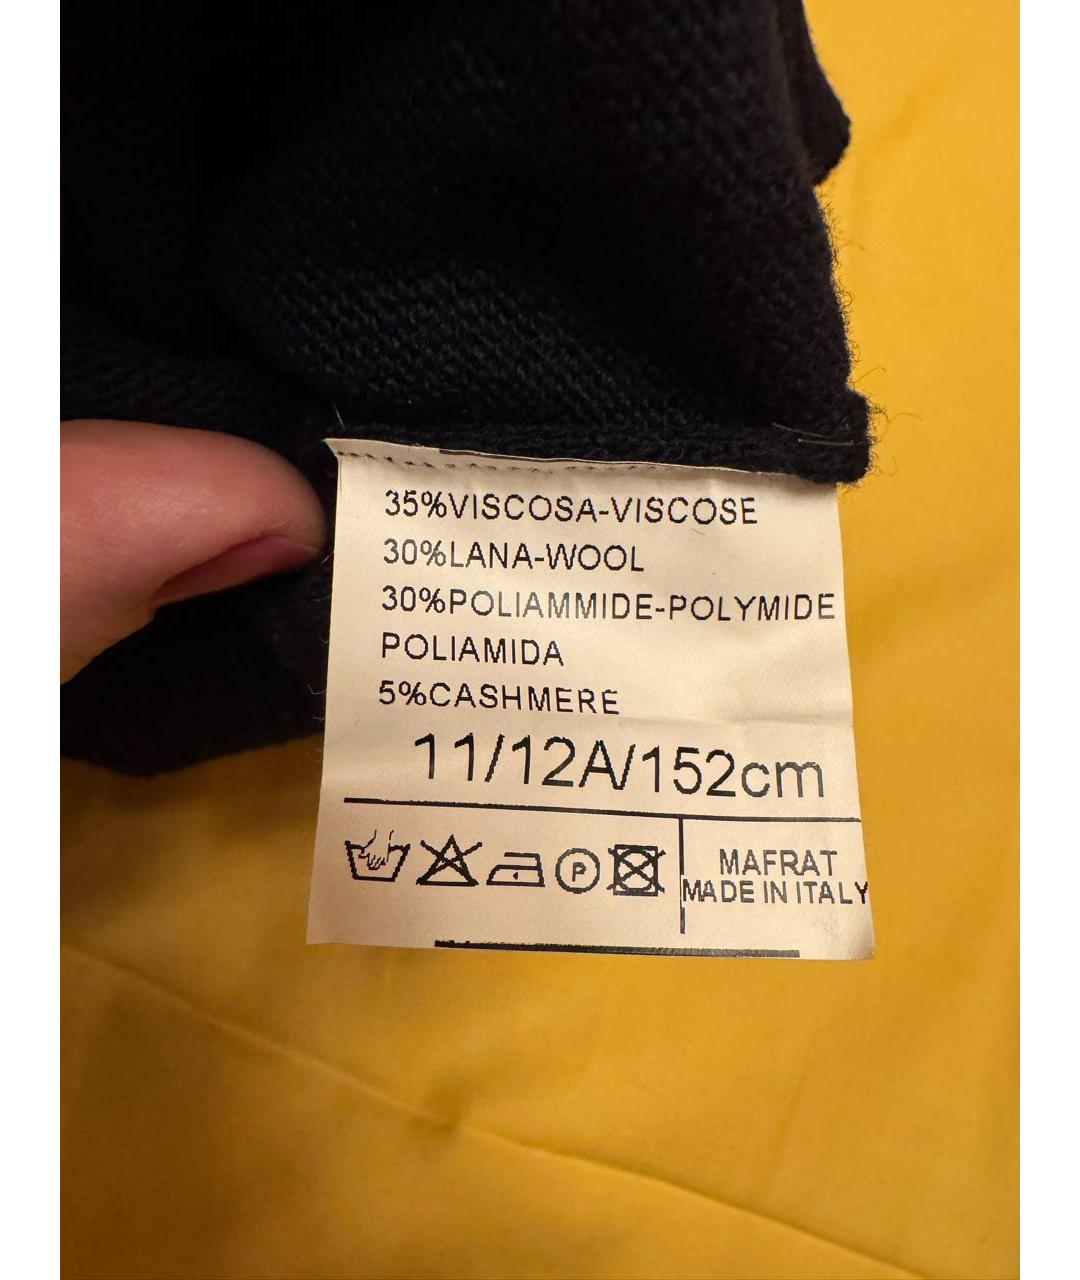 35%VISCOSA-VISCOSE
30%LANA-WOOL
30%POLIAMMIDE-POLYMIDE
POLIAMIDA
5%CASHMERE
11/12A/152cm
P
MAFRAT
MADE IN ITALY